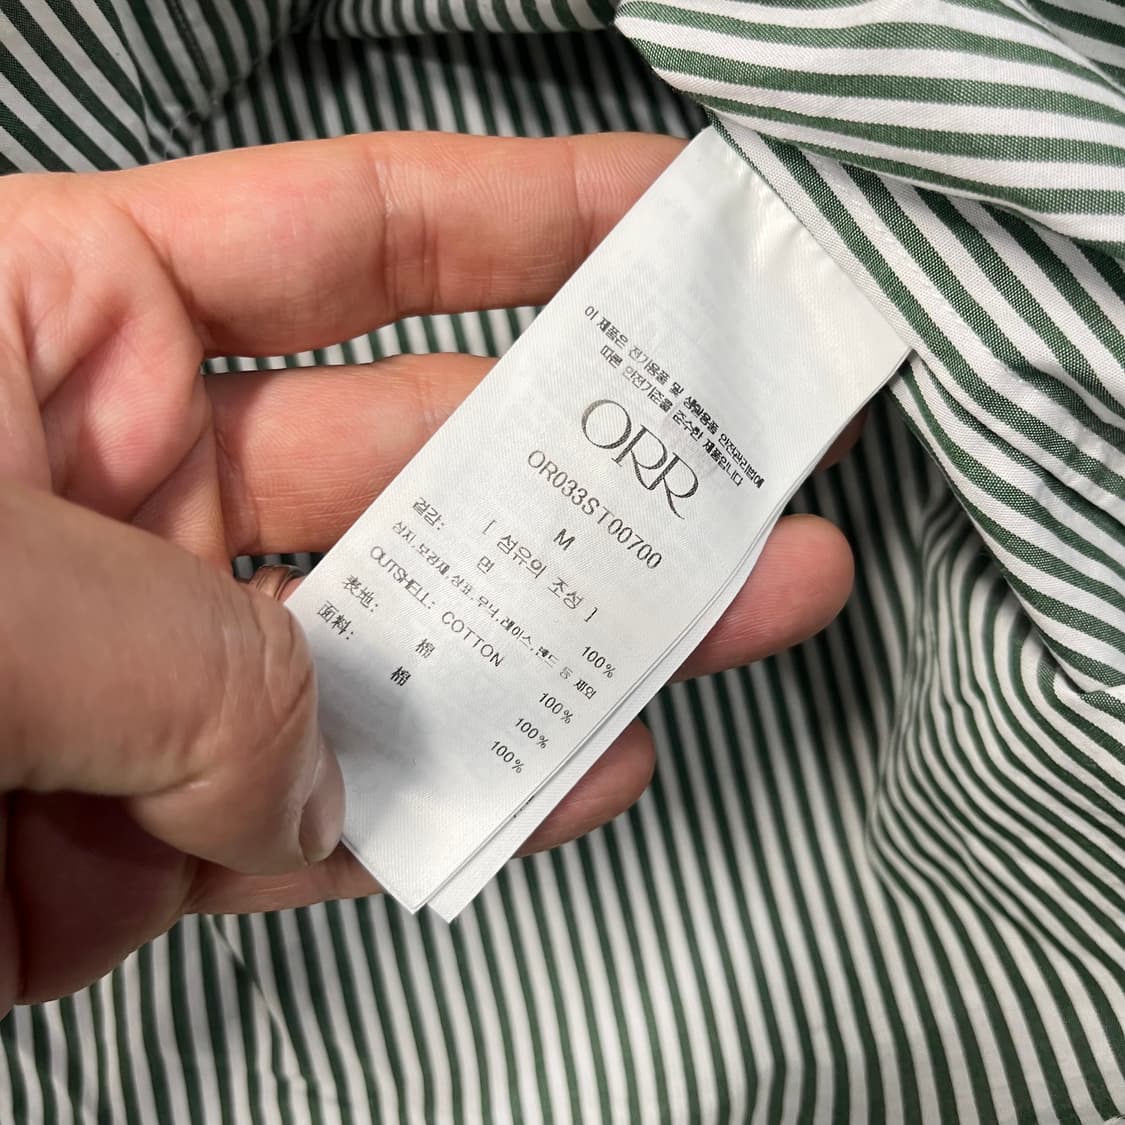 이 제품은 전기용품 및 생활용품 안전관리법에
따른 안전기준을 준수한 제품입니다
ORR
OR033ST00700
M
[ 섬유의 조성 ]
겉감: 면 100%
심지,보강재,상표,무늬,레이스,밴드 등 제외
OUTSHELL: COTTON 100%
表地: 棉 100%
面料: 棉 100%